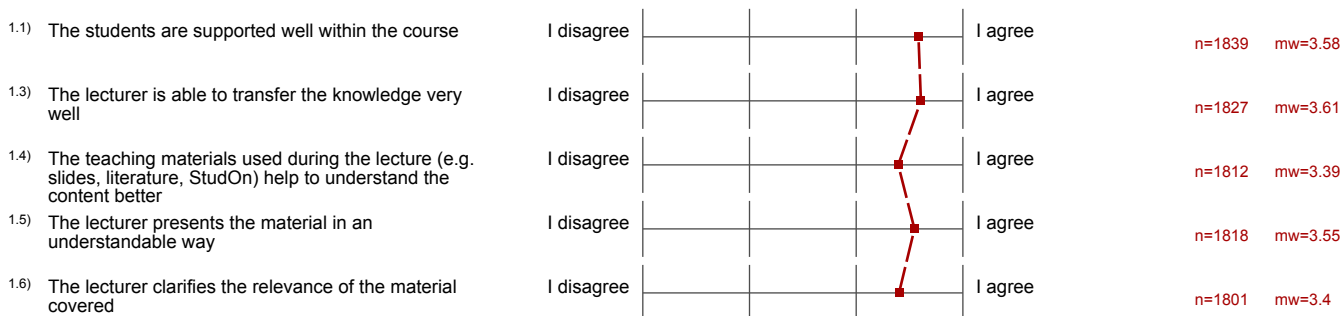 1.1) The students are supported well within the course I disagree I agree n=1839 mw=3.58
1.3) The lecturer is able to transfer the knowledge very
well I disagree I agree n=1827 mw=3.61
1.4) The teaching materials used during the lecture (e.g.
slides, literature, StudOn) help to understand the
content better I disagree I agree n=1812 mw=3.39
1.5) The lecturer presents the material in an
understandable way I disagree I agree n=1818 mw=3.55
1.6) The lecturer clarifies the relevance of the material
covered I disagree I agree n=1801 mw=3.4